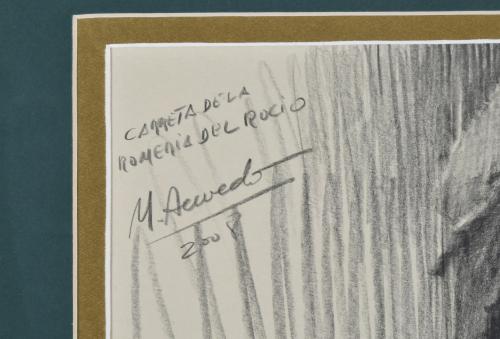 CARRETA DE LA
ROMERIA DEL ROCIO
M. Acevedo
2008